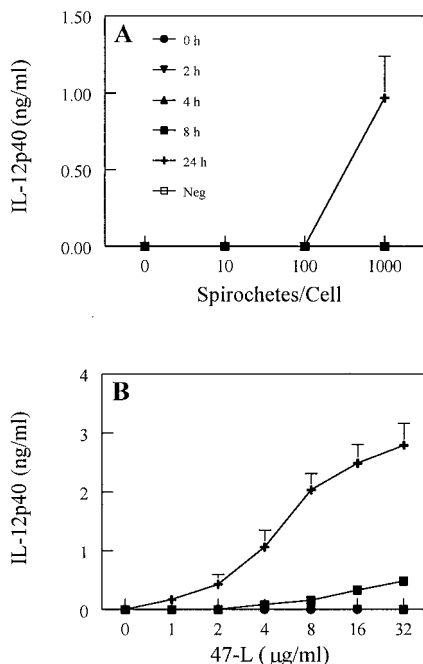 A
1.50
1.00
0.50
0.00
IL-12p40 (ng/ml)
0 h
2 h
4 h
8 h
24 h
Neg
0 10 100 1000
Spirochetes/Cell
B
4
3
2
1
0
IL-12p40 (ng/ml)
0 1 2 4 8 16 32
47-L ( μg/ml)